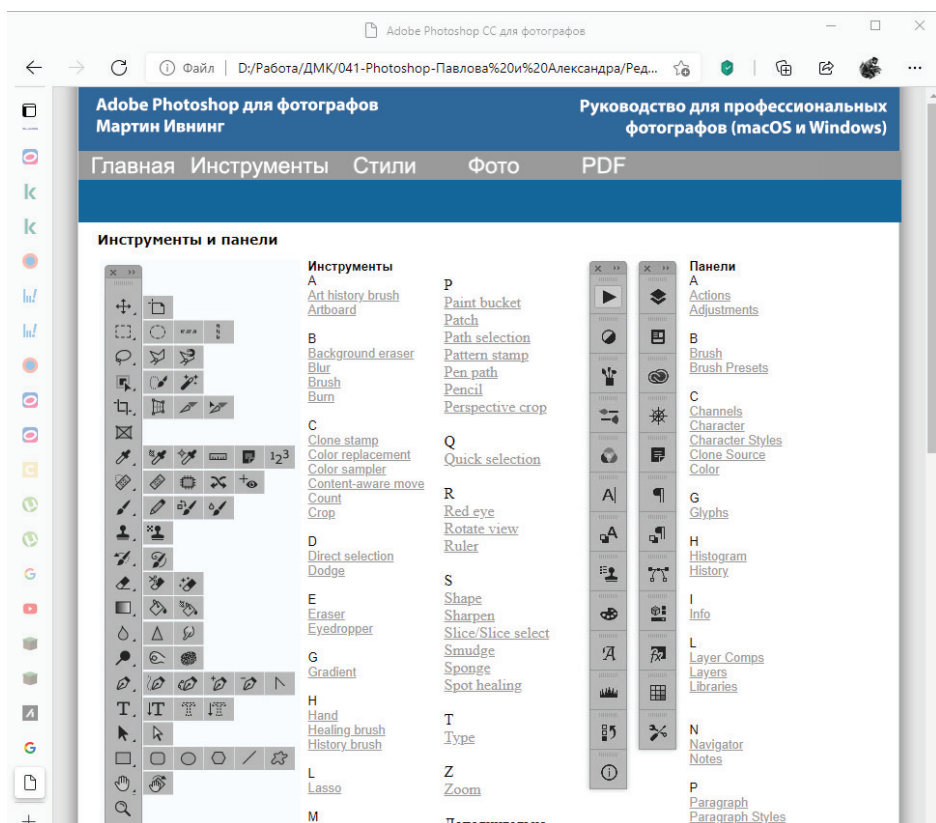 Adobe Photoshop CC для фотографов
Файл | D:/Работа/ДМК/041-Photoshop-Павлова%20и%20Александра/Ред...
Adobe Photoshop для фотографов
Мартин Ивнинг
Руководство для профессиональных
фотографов (macOS и Windows)
Главная Инструменты Стили Фото PDF
Инструменты и панели
Инструменты
A
Art history brush
Artboard
B
Background eraser
Blur
Brush
Burn
C
Clone stamp
Color replacement
Color sampler
Content-aware move
Count
Crop
D
Direct selection
Dodge
E
Eraser
Eyedropper
G
Gradient
H
Hand
Healing brush
History brush
L
Lasso
M
P
Paint bucket
Patch
Path selection
Pattern stamp
Pen path
Pencil
Perspective crop
Q
Quick selection
R
Red eye
Rotate view
Ruler
S
Shape
Sharpen
Slice/Slice select
Smudge
Sponge
Spot healing
T
Type
Z
Zoom
Панели
A
Actions
Adjustments
B
Brush
Brush Presets
C
Channels
Character
Character Styles
Clone Source
Color
G
Glyphs
H
Histogram
History
I
Info
L
Layer Comps
Layers
Libraries
N
Navigator
Notes
P
Paragraph
Paragraph Styles